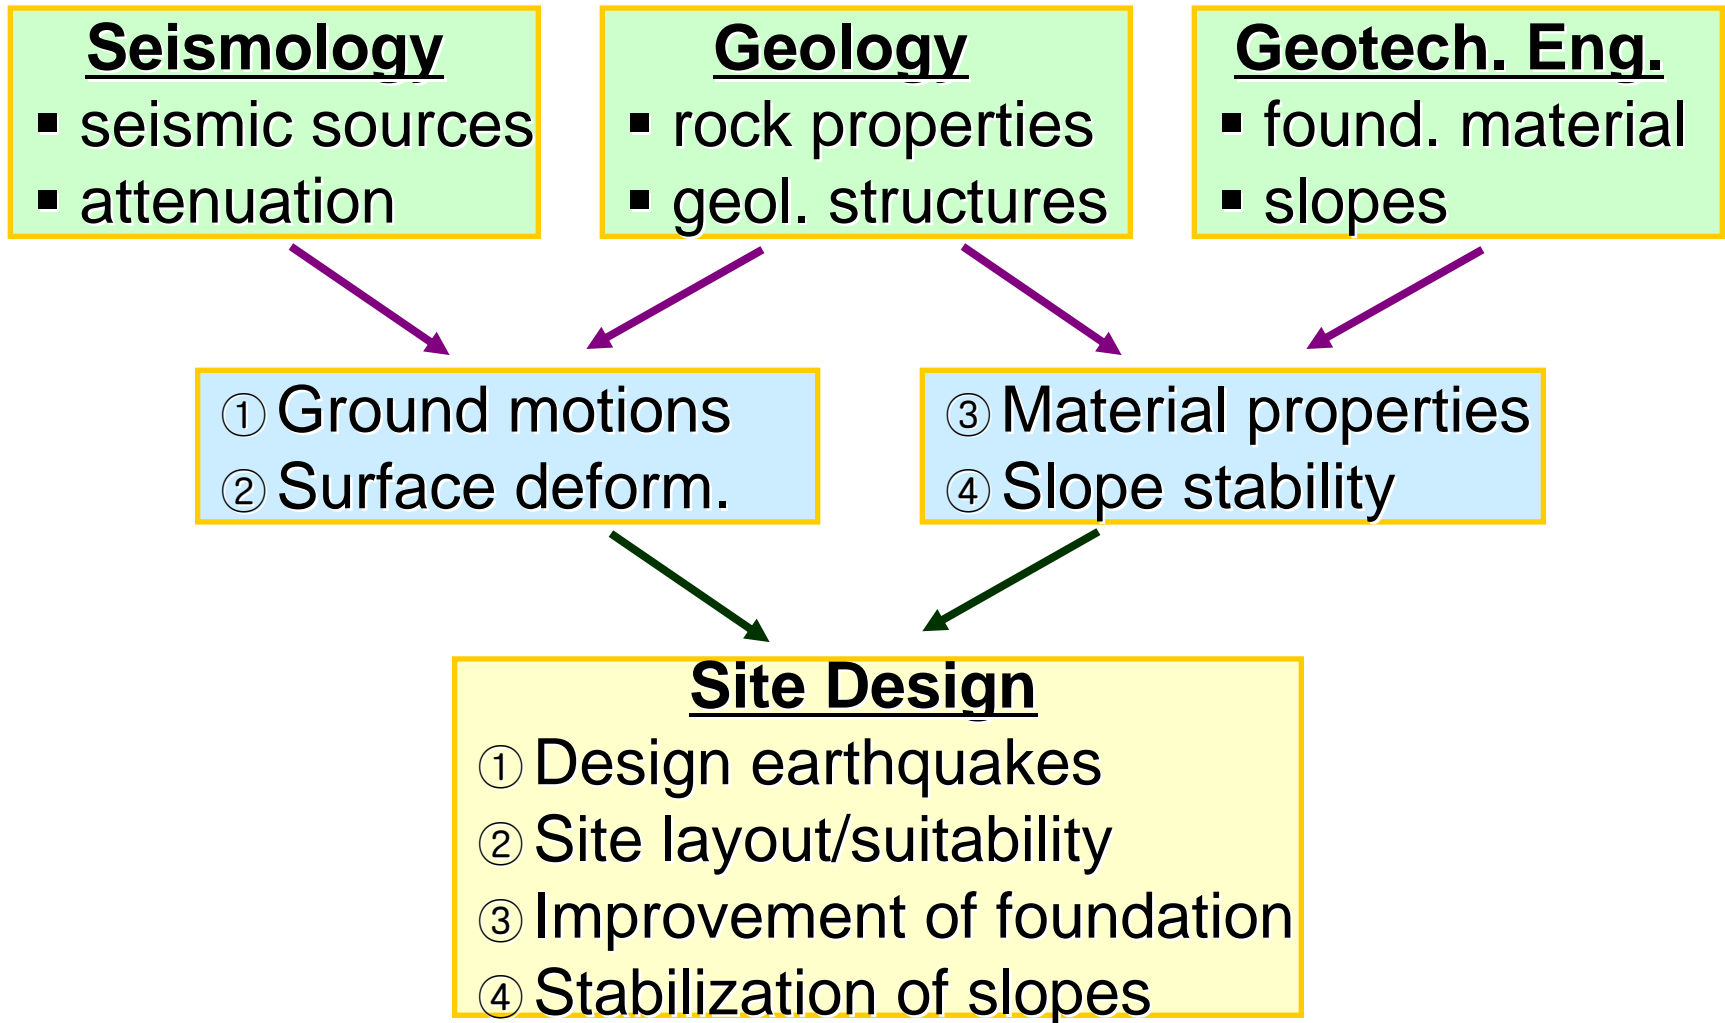 Seismology
▪ seismic sources
▪ attenuation
Geology
▪ rock properties
▪ geol. structures
Geotech. Eng.
▪ found. material
▪ slopes
① Ground motions
② Surface deform.
③ Material properties
④ Slope stability
Site Design
① Design earthquakes
② Site layout/suitability
③ Improvement of foundation
④ Stabilization of slopes